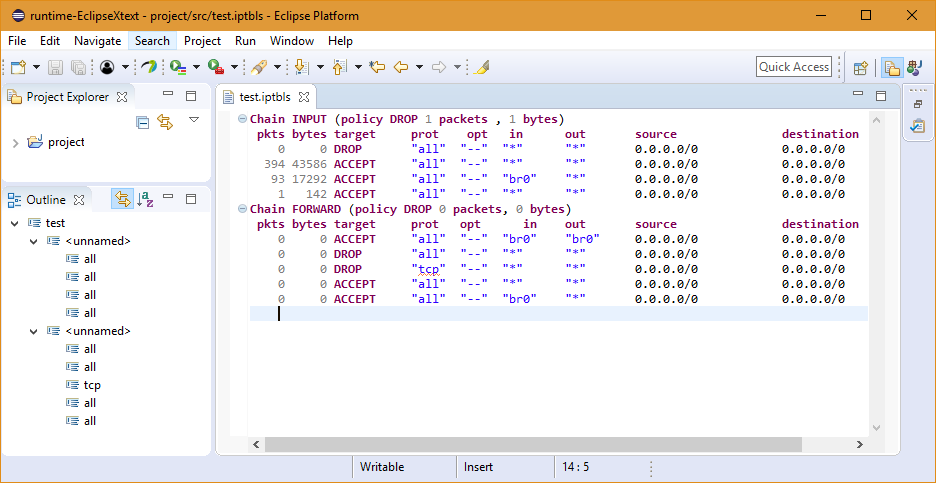 runtime-EclipseXtext - project/src/test.iptbls - Eclipse Platform
File Edit Navigate Search Project Run Window Help
Quick Access
Project Explorer
project
Outline
test
<unnamed>
all
all
all
all
<unnamed>
all
all
tcp
all
all
test.iptbls
Chain INPUT (policy DROP 1 packets , 1 bytes)
pkts bytes target prot opt in out source destination
0 0 DROP "all" "--" "*" "*" 0.0.0.0/0 0.0.0.0/0
394 43586 ACCEPT "all" "--" "*" "*" 0.0.0.0/0 0.0.0.0/0
93 17292 ACCEPT "all" "--" "br0" "*" 0.0.0.0/0 0.0.0.0/0
1 142 ACCEPT "all" "--" "*" "*" 0.0.0.0/0 0.0.0.0/0
Chain FORWARD (policy DROP 0 packets, 0 bytes)
pkts bytes target prot opt in out source destination
0 0 ACCEPT "all" "--" "br0" "br0" 0.0.0.0/0 0.0.0.0/0
0 0 DROP "all" "--" "*" "*" 0.0.0.0/0 0.0.0.0/0
0 0 DROP "tcp" "--" "*" "*" 0.0.0.0/0 0.0.0.0/0
0 0 ACCEPT "all" "--" "*" "*" 0.0.0.0/0 0.0.0.0/0
0 0 ACCEPT "all" "--" "br0" "*" 0.0.0.0/0 0.0.0.0/0
Writable Insert 14 : 5